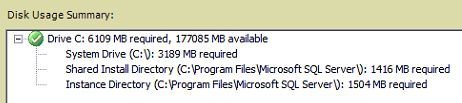 Disk Usage Summary:
Drive C: 6109 MB required, 177085 MB available
System Drive (C:\): 3189 MB required
Shared Install Directory (C:\Program Files\Microsoft SQL Server\): 1416 MB required
Instance Directory (C:\Program Files\Microsoft SQL Server\): 1504 MB required